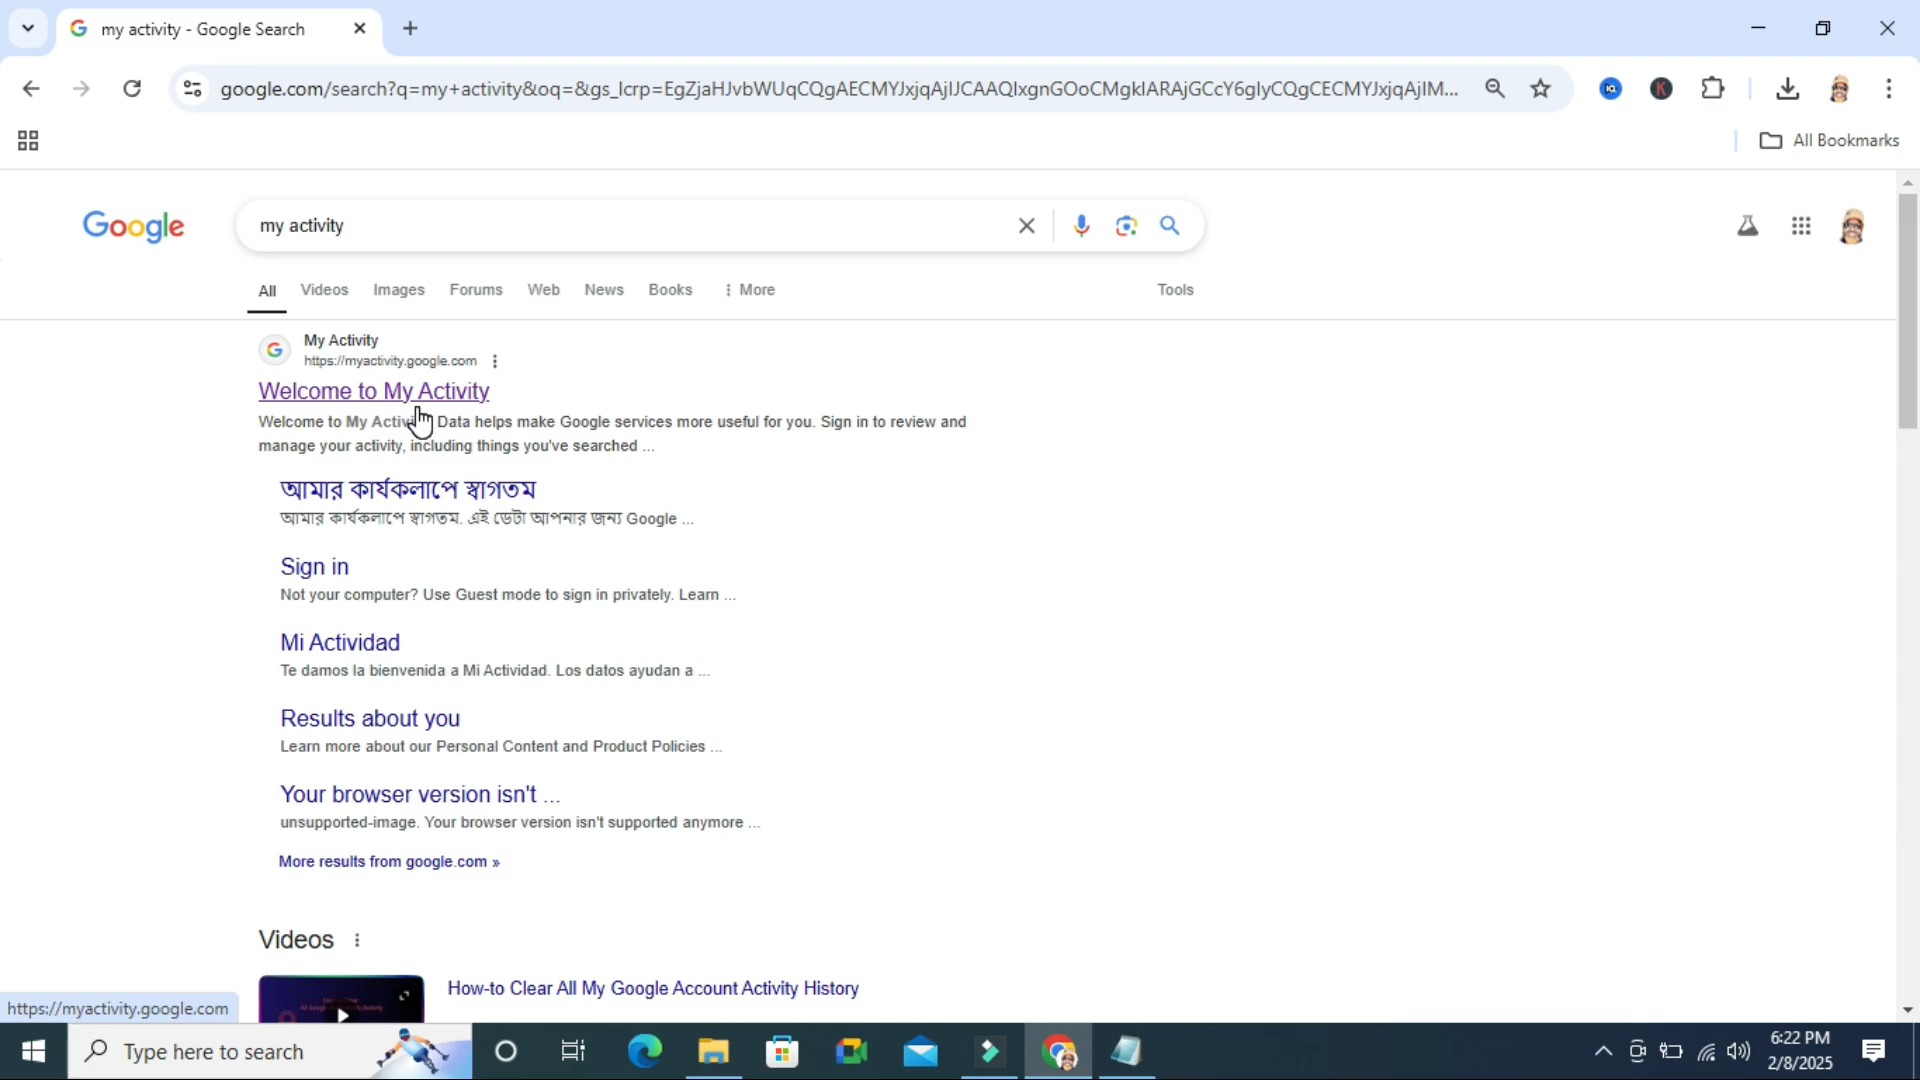 my activity - Google Search
google.com/search?q=my+activity&oq=&gs_lcrp=EgZjaHJvbWUqCQgAECMYJxjqAjIJCAAQIxgnGOoCMgkIARAjGCcY6gIyCQgCECMYJxjqAjIM...
All Bookmarks
Google
my activity
All Videos Images Forums Web News Books More Tools
My Activity
https://myactivity.google.com
Welcome to My Activity
Welcome to My Activ Data helps make Google services more useful for you. Sign in to review and
manage your activity, including things you've searched ...
আমার কার্যকলাপে স্বাগতম
আমার কার্যকলাপে স্বাগতম. এই ডেটা আপনার জন্য Google ...
Sign in
Not your computer? Use Guest mode to sign in privately. Learn ...
Mi Actividad
Te damos la bienvenida a Mi Actividad. Los datos ayudan a ...
Results about you
Learn more about our Personal Content and Product Policies ...
Your browser version isn't ...
unsupported-image. Your browser version isn't supported anymore ...
More results from google.com »
Videos
How-to Clear All My Google Account Activity History
https://myactivity.google.com
Type here to search
6:22 PM
2/8/2025